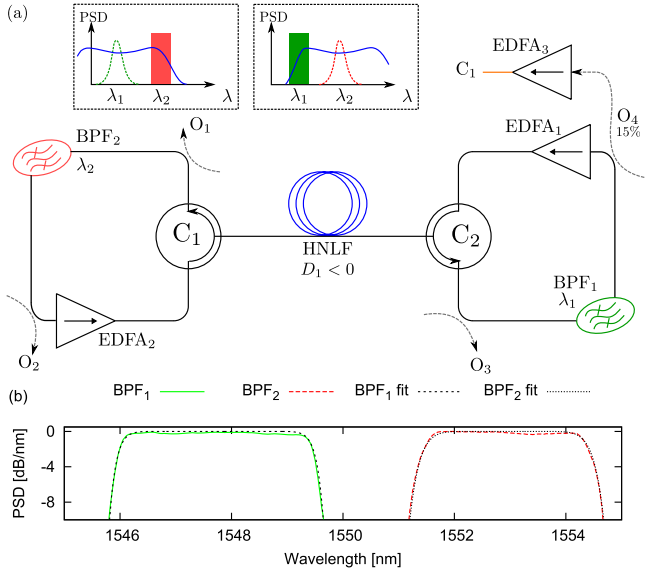 (a)
PSD
λ₁ λ₂ λ
PSD
λ₁ λ₂ λ
C₁
EDFA₃
O₄
15%
BPF₂
λ₂
O₁
EDFA₁
C₁
HNLF
D₁ < 0
C₂
BPF₁
λ₁
EDFA₂
O₂
O₃
(b)
BPF₁ BPF₂ BPF₁ fit BPF₂ fit
PSD [dB/nm]
0
-4
-8
1546 1548 1550 1552 1554
Wavelength [nm]